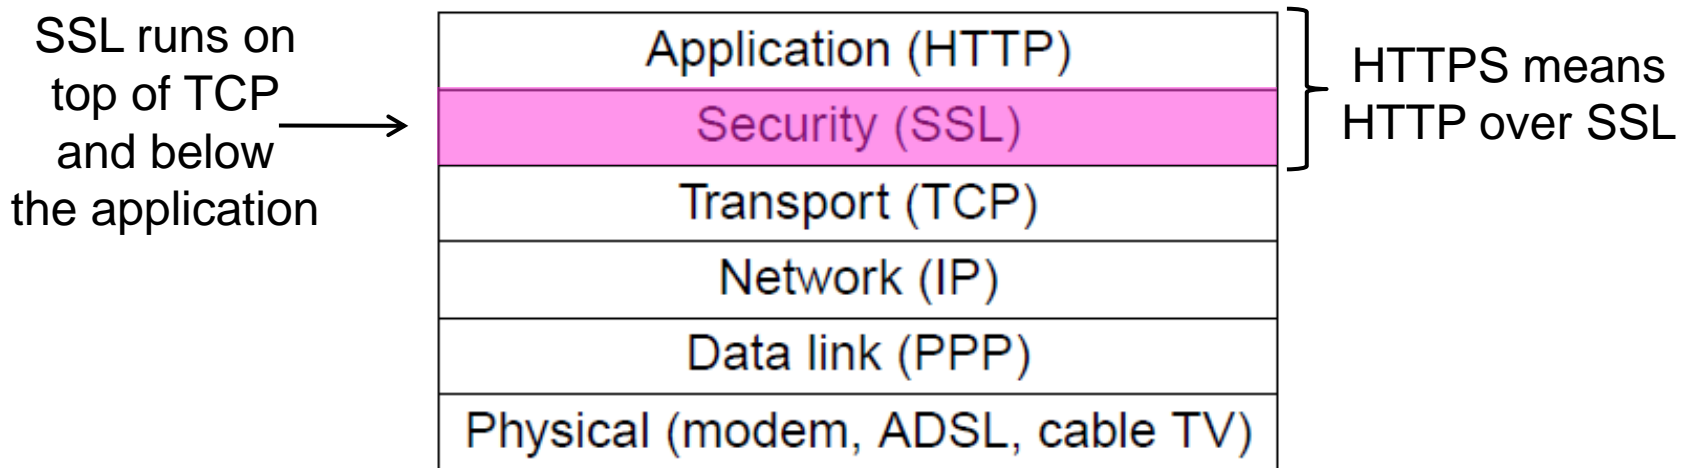 SSL runs on
top of TCP
and below
the application
Application (HTTP)
Security (SSL)
Transport (TCP)
Network (IP)
Data link (PPP)
Physical (modem, ADSL, cable TV)
HTTPS means
HTTP over SSL